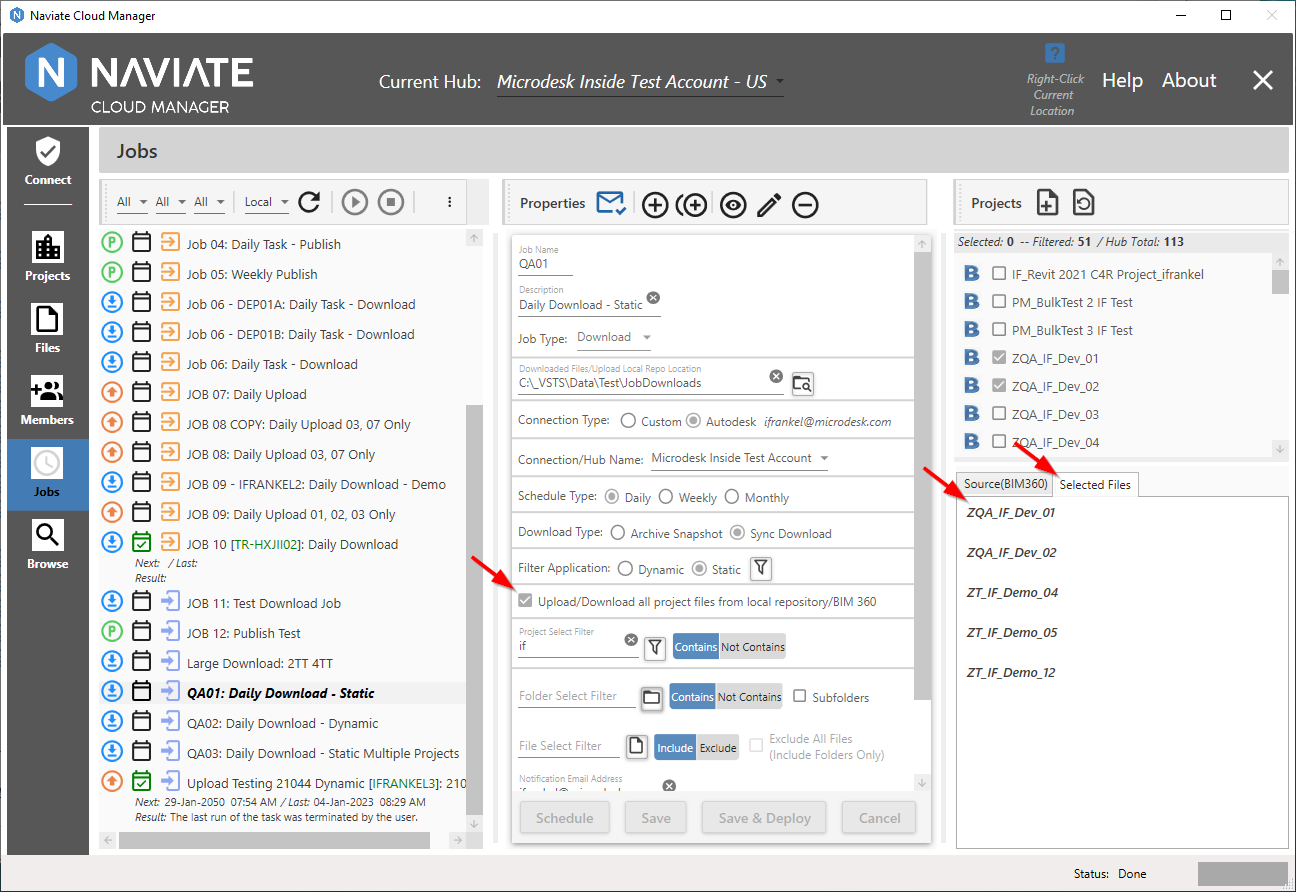 Naviate Cloud Manager
N NAVIATE
CLOUD MANAGER
Current Hub: Microdesk Inside Test Account - US
?
Right-Click
Current
Location
Help About
Connect
Projects
Files
Members
Jobs
Browse
Jobs
All All All Local
Job 04: Daily Task - Publish
Job 05: Weekly Publish
Job 06 - DEP01A: Daily Task - Download
Job 06 - DEP01B: Daily Task - Download
Job 06: Daily Task - Download
JOB 07: Daily Upload
JOB 08 COPY: Daily Upload 03, 07 Only
JOB 08: Daily Upload 03, 07 Only
JOB 09 - IFRANKEL2: Daily Download - Demo
JOB 09: Daily Upload 01, 02, 03 Only
JOB 10 [TR-HXJII02]: Daily Download
Next: / Last:
Result:
JOB 11: Test Download Job
JOB 12: Publish Test
Large Download: 2TT 4TT
QA01: Daily Download - Static
QA02: Daily Download - Dynamic
QA03: Daily Download - Static Multiple Projects
Upload Testing 21044 Dynamic [IFRANKEL3]: 210
Next: 29-Jan-2050 07:54 AM / Last: 04-Jan-2023 08:29 AM
Result: The last run of the task was terminated by the user.
Properties
Job Name
QA01
Description
Daily Download - Static
Job Type: Download
Downloaded Files/Upload Local Repo Location
C:\_VSTS\Data\Test\JobDownloads
Connection Type: Custom Autodesk ifrankel@microdesk.com
Connection/Hub Name: Microdesk Inside Test Account
Schedule Type: Daily Weekly Monthly
Download Type: Archive Snapshot Sync Download
Filter Application: Dynamic Static
Upload/Download all project files from local repository/BIM 360
Project Select Filter
if
Contains Not Contains
Folder Select Filter Contains Not Contains Subfolders
File Select Filter Include Exclude Exclude All Files
(Include Folders Only)
Notification Email Address
Schedule Save Save & Deploy Cancel
Projects
Selected: 0 -- Filtered: 51 / Hub Total: 113
B IF_Revit 2021 C4R Project_ifrankel
B PM_BulkTest 2 IF Test
B PM_BulkTest 3 IF Test
B ZQA_IF_Dev_01
B ZQA_IF_Dev_02
B ZQA_IF_Dev_03
B ZQA_IF_Dev_04
Source(BIM360) Selected Files
ZQA_IF_Dev_01
ZQA_IF_Dev_02
ZT_IF_Demo_04
ZT_IF_Demo_05
ZT_IF_Demo_12
Status: Done